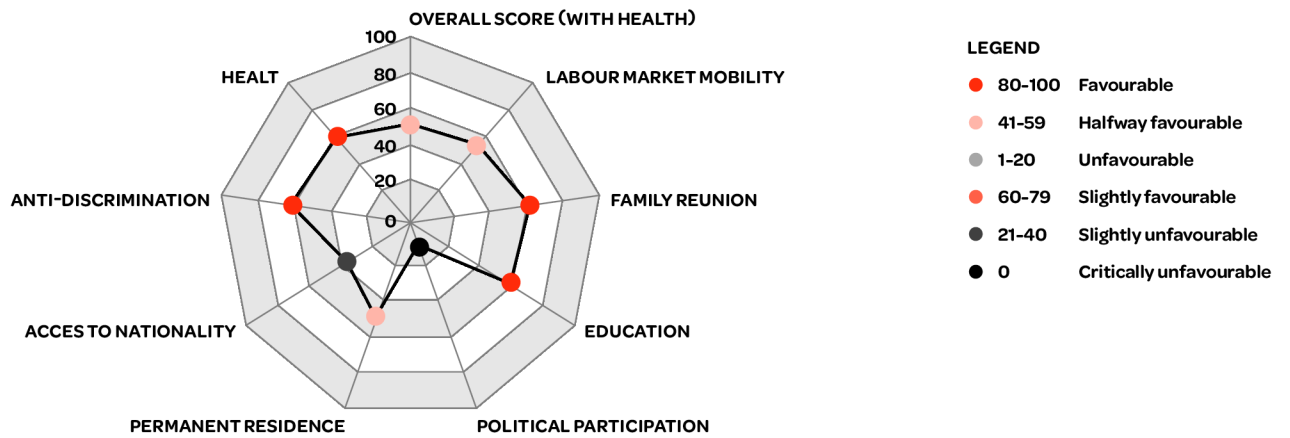 OVERALL SCORE (WITH HEALTH)
100
80
60
40
20
0
HEALT
LABOUR MARKET MOBILITY
ANTI-DISCRIMINATION
FAMILY REUNION
ACCES TO NATIONALITY
EDUCATION
PERMANENT RESIDENCE
POLITICAL PARTICIPATION
LEGEND
80-100 Favourable
41-59 Halfway favourable
1-20 Unfavourable
60-79 Slightly favourable
21-40 Slightly unfavourable
0 Critically unfavourable